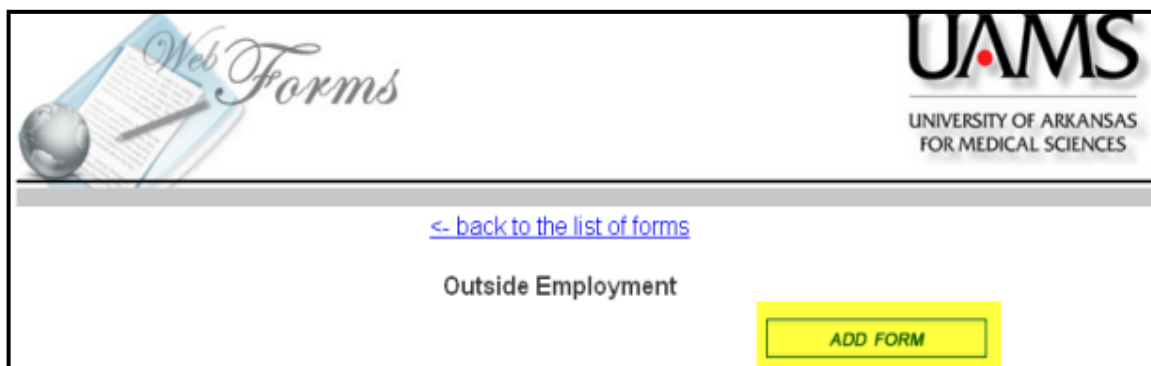 Web Forms
UAMS
UNIVERSITY OF ARKANSAS
FOR MEDICAL SCIENCES
<- back to the list of forms
Outside Employment
ADD FORM